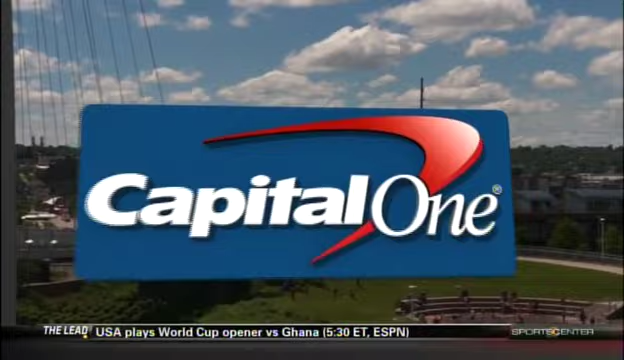 CapitalOne®
THE LEAD USA plays World Cup opener vs Ghana (5:30 ET, ESPN) SPORTSCENTER